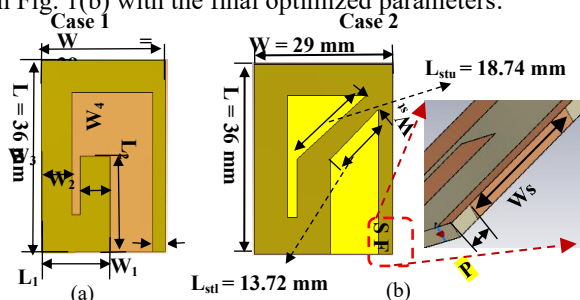 n Fig. 1(b) with the final optimized parameters.
Case 1
Case 2
W =
W = 29 mm
Lstu = 18.74 mm
L = 36 mm
L = 36 mm
W4
W3
W2
W1
L1
Ws
P
Lstl = 13.72 mm
(a)
(b)